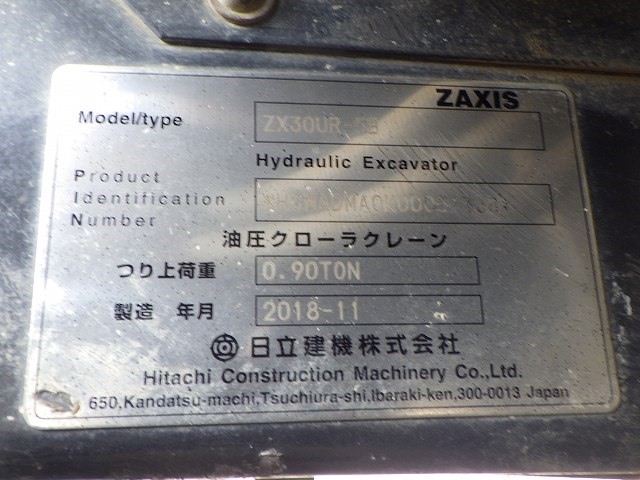 ZAXIS
Model/type ZX30UR-5B
Hydraulic Excavator
Product
Identification
Number
油圧クローラクレーン
つり上荷重 0.90TON
製造 年月 2018-11
日立建機株式会社
Hitachi Construction Machinery Co.,Ltd.
650,Kandatsu-machi,Tsuchiura-shi,Ibaraki-ken,300-0013 Japan